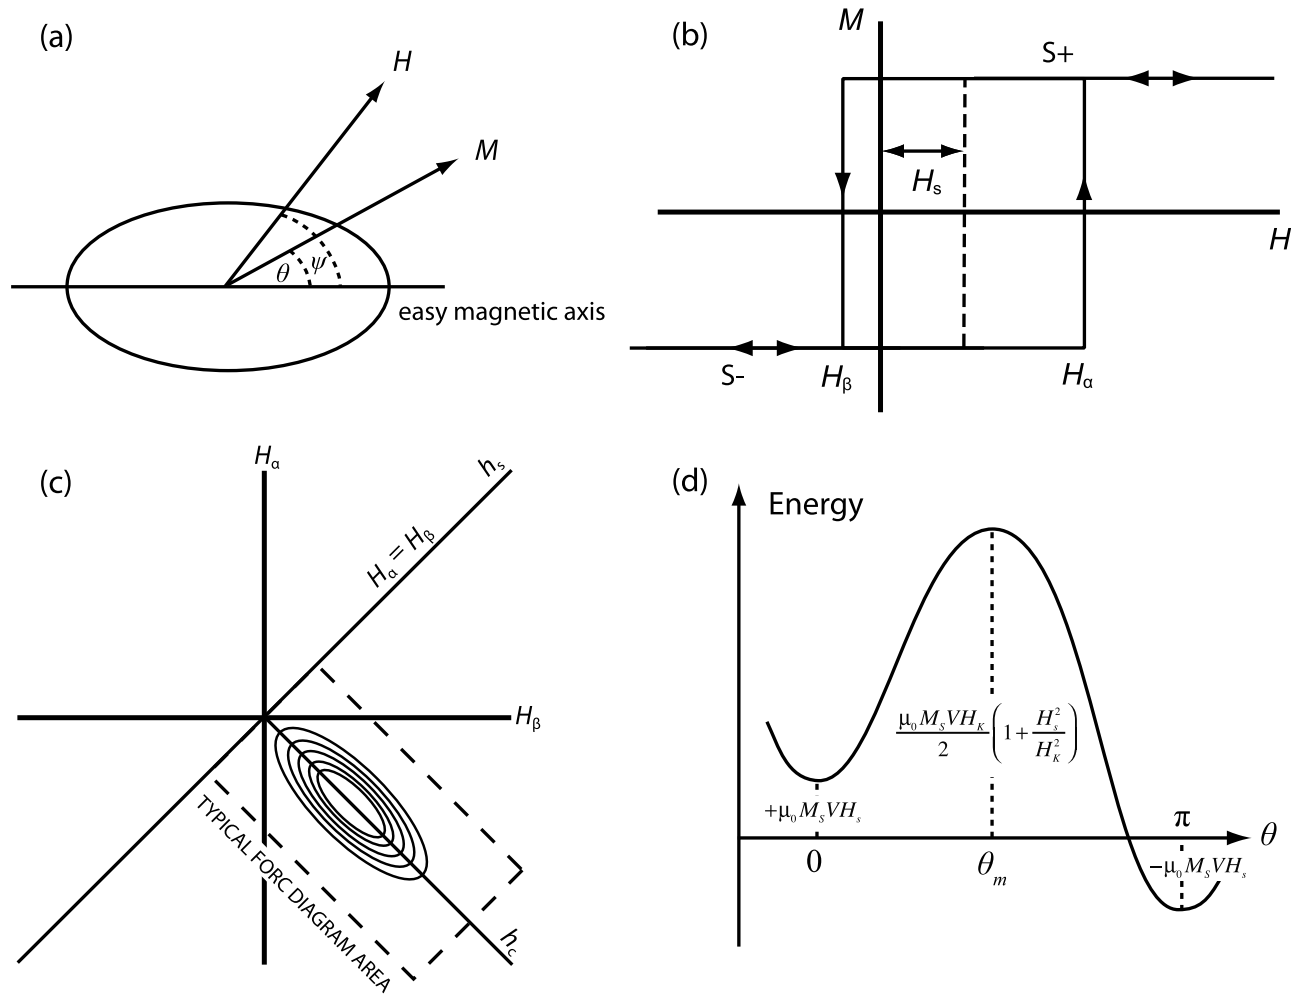 (a)
H
M
θ
ψ
easy magnetic axis
(b)
M
S+
Hs
H
S-
Hβ
Hα
(c)
Hα
hs
Hα = Hβ
Hβ
TYPICAL FORC DIAGRAM AREA
hc
(d)
Energy
μ₀MSVHK/2 (1+Hs²/HK²)
+μ₀MSVHs
π
θ
0
θm
−μ₀MSVHs